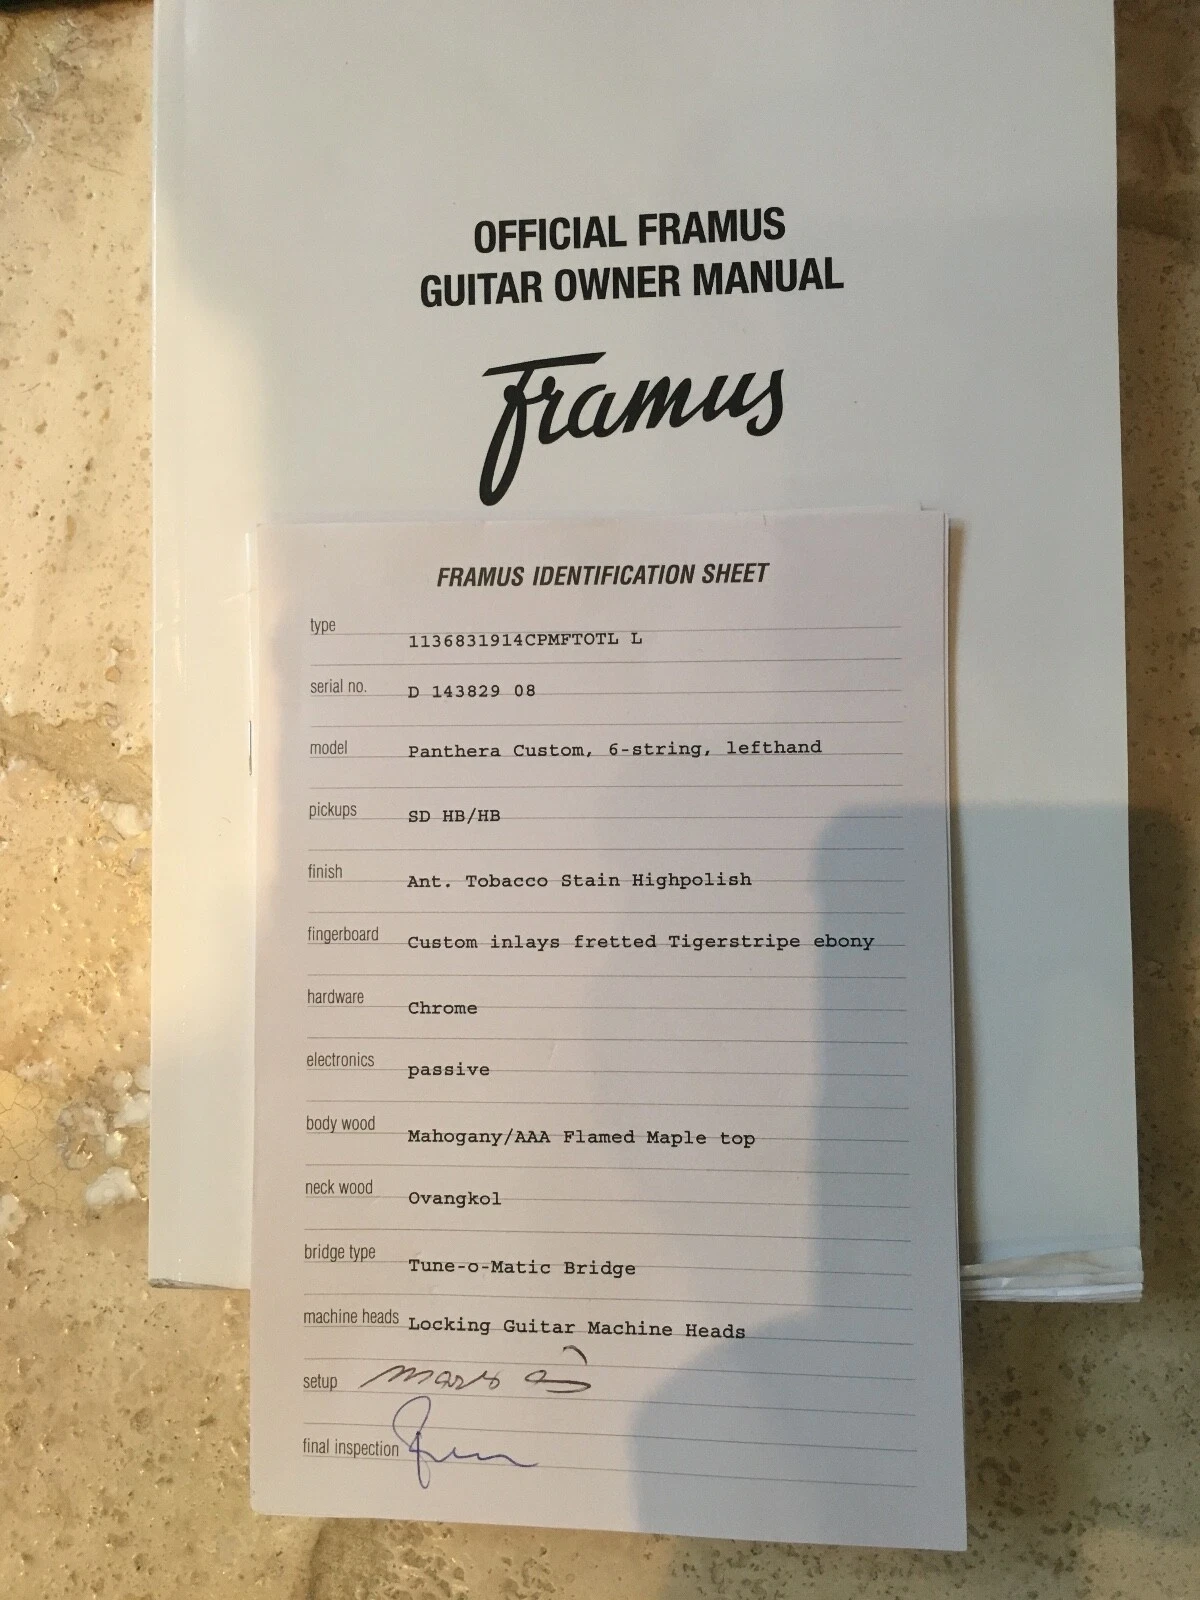 OFFICIAL FRAMUS
GUITAR OWNER MANUAL
Framus
FRAMUS IDENTIFICATION SHEET
type 1136831914CPMFTOTL L
serial no. D 143829 08
model Panthera Custom, 6-string, lefthand
pickups SD HB/HB
finish Ant. Tobacco Stain Highpolish
fingerboard Custom inlays fretted Tigerstripe ebony
hardware Chrome
electronics passive
body wood Mahogany/AAA Flamed Maple top
neck wood Ovangkol
bridge type Tune-o-Matic Bridge
machine heads Locking Guitar Machine Heads
setup
final inspection